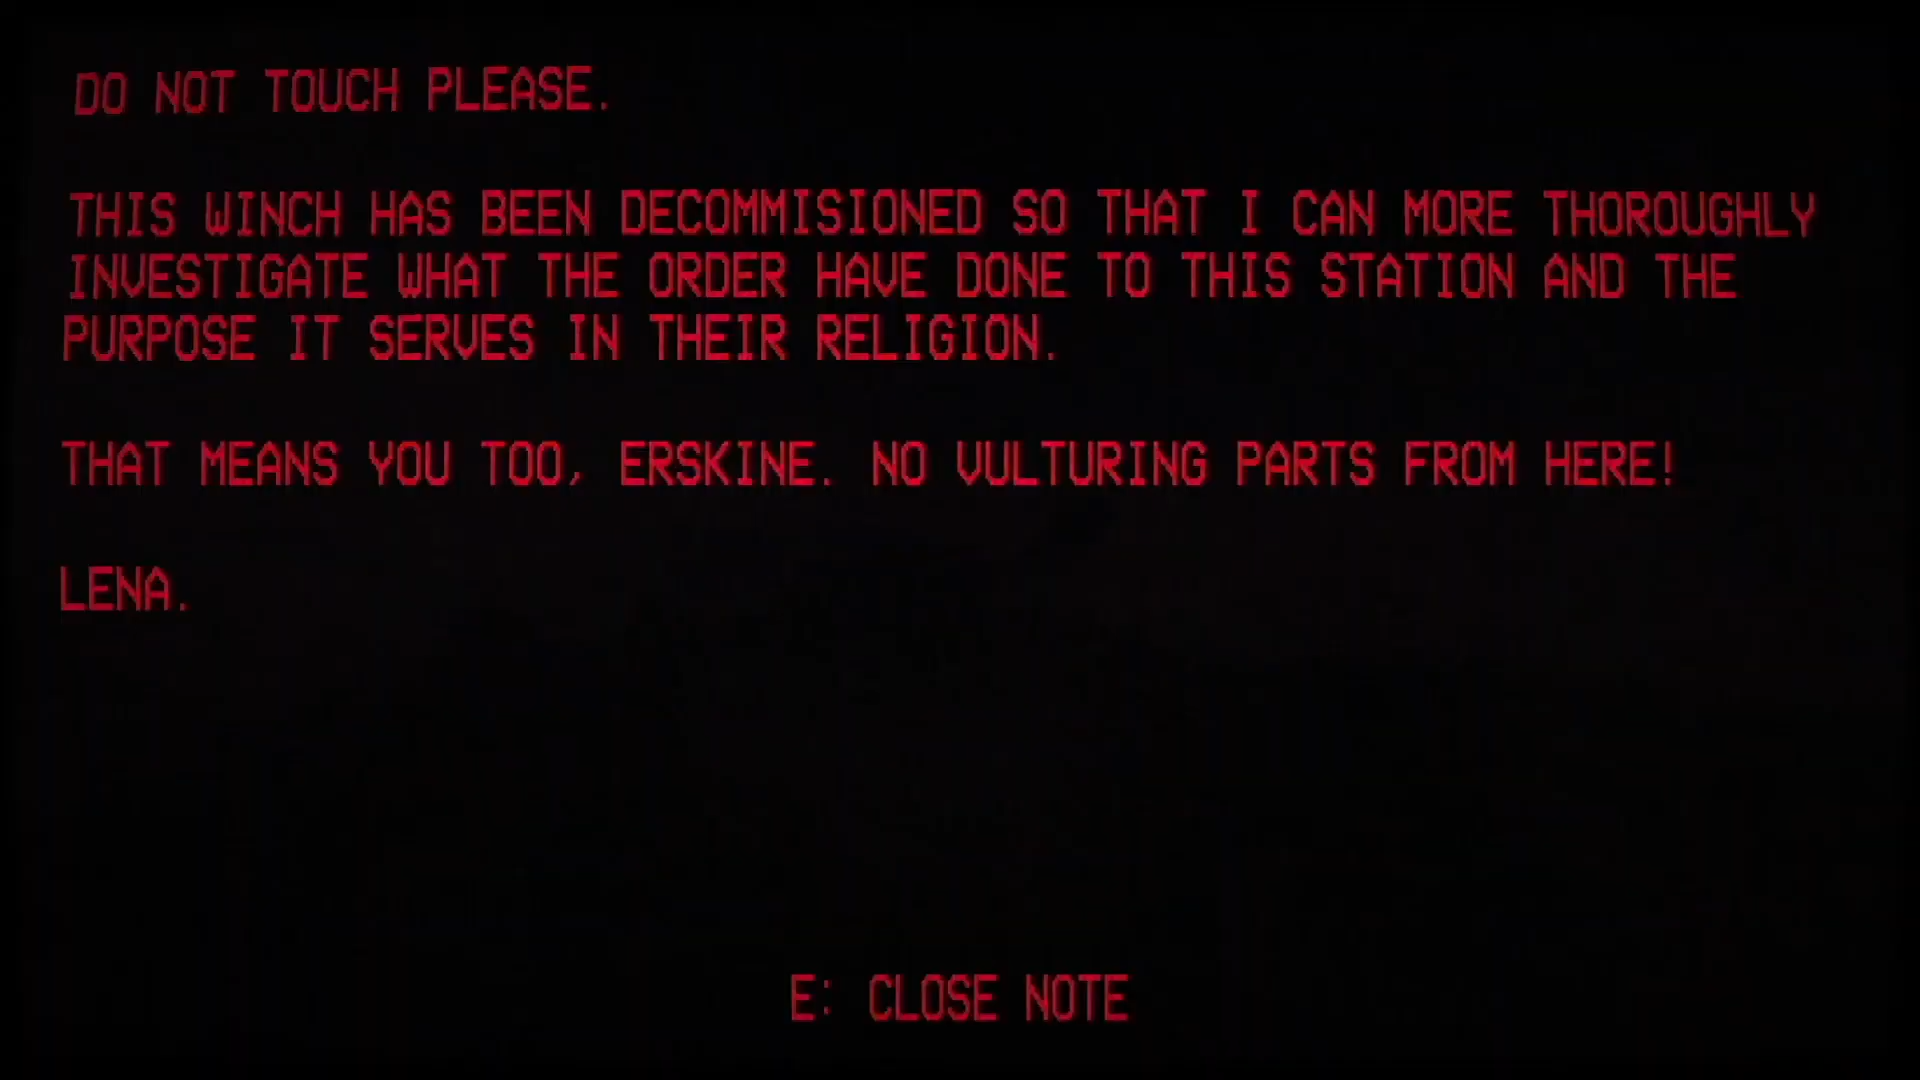 DO NOT TOUCH PLEASE.
THIS WINCH HAS BEEN DECOMMISIONED SO THAT I CAN MORE THOROUGHLY
INVESTIGATE WHAT THE ORDER HAVE DONE TO THIS STATION AND THE
PURPOSE IT SERVES IN THEIR RELIGION.
THAT MEANS YOU TOO, ERSKINE. NO VULTURING PARTS FROM HERE!
LENA.
E: CLOSE NOTE